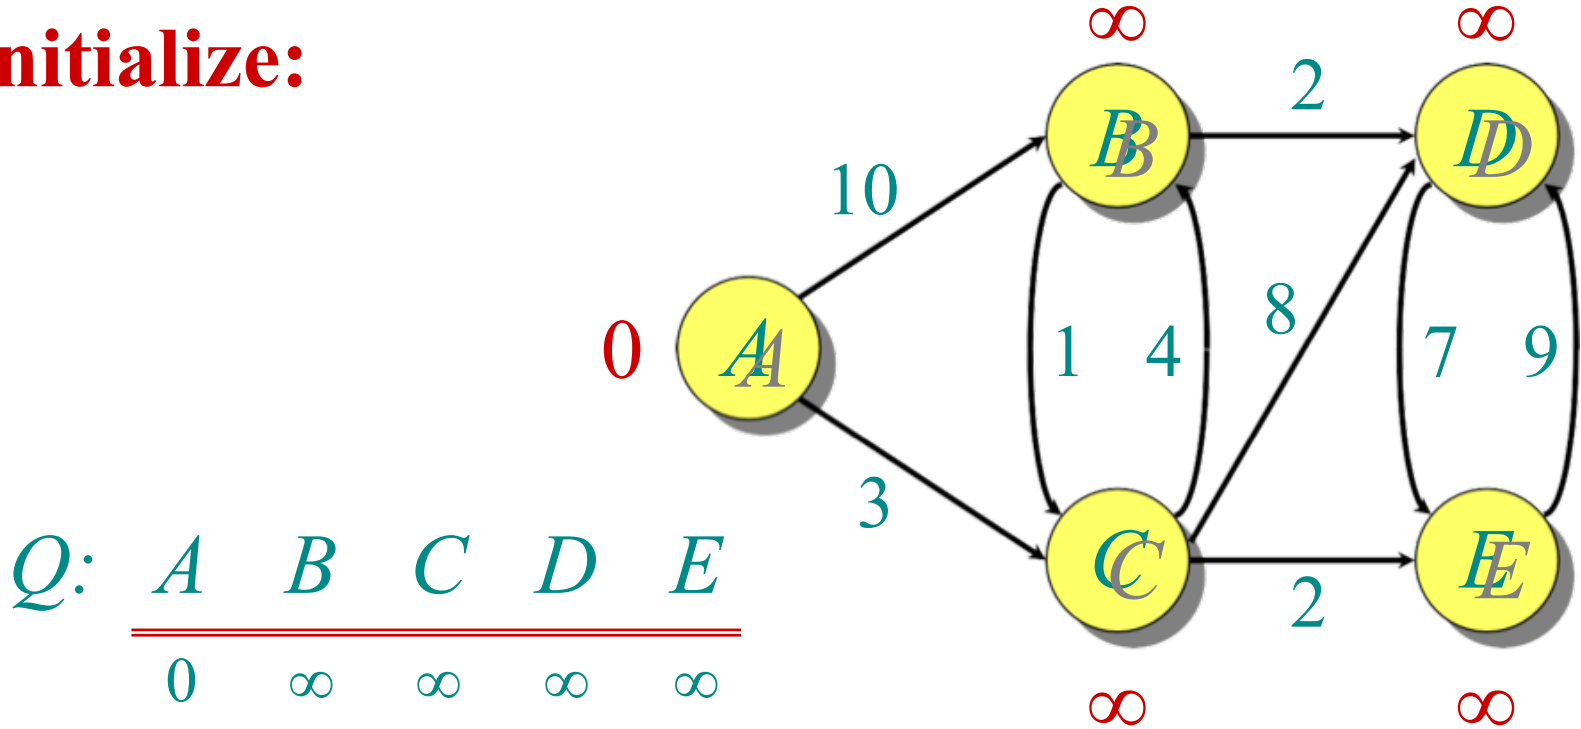 nitialize:
∞ ∞
2
B D
10
8
0 A 1 4 7 9
3
Q: A B C D E
C E
2
0 ∞ ∞ ∞ ∞
∞ ∞